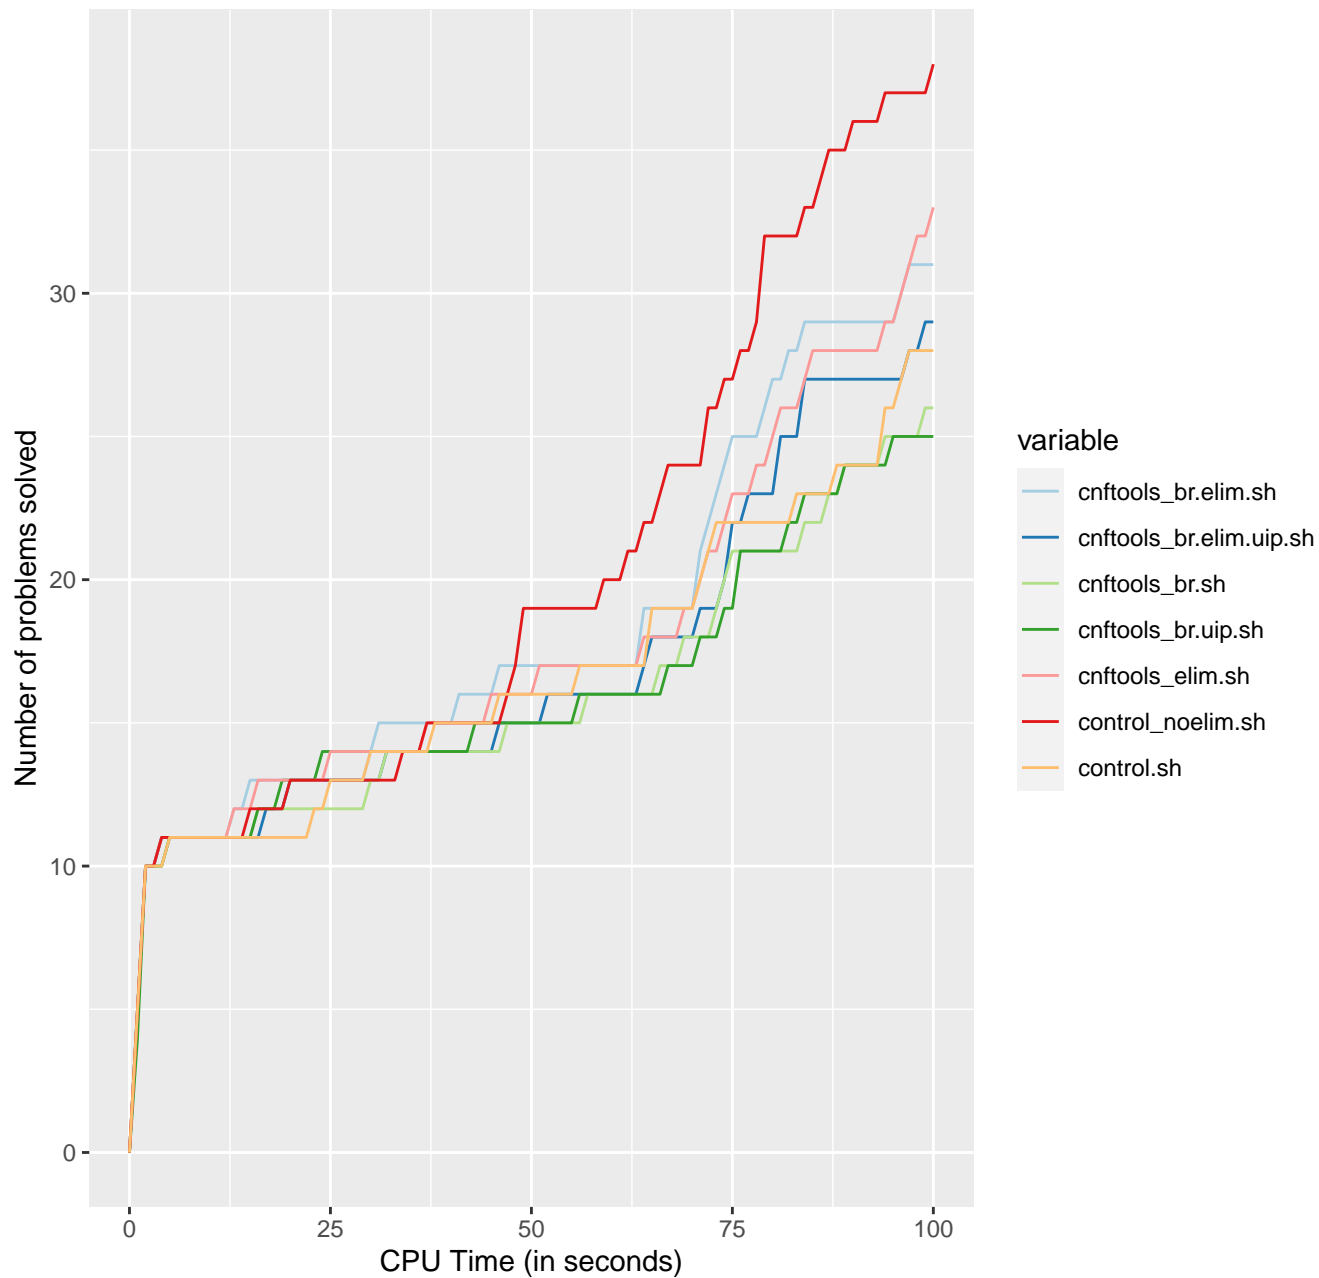 Number of problems solved
30
20
10
0
0 25 50 75 100
CPU Time (in seconds)
variable
cnftools_br.elim.sh
cnftools_br.elim.uip.sh
cnftools_br.sh
cnftools_br.uip.sh
cnftools_elim.sh
control_noelim.sh
control.sh